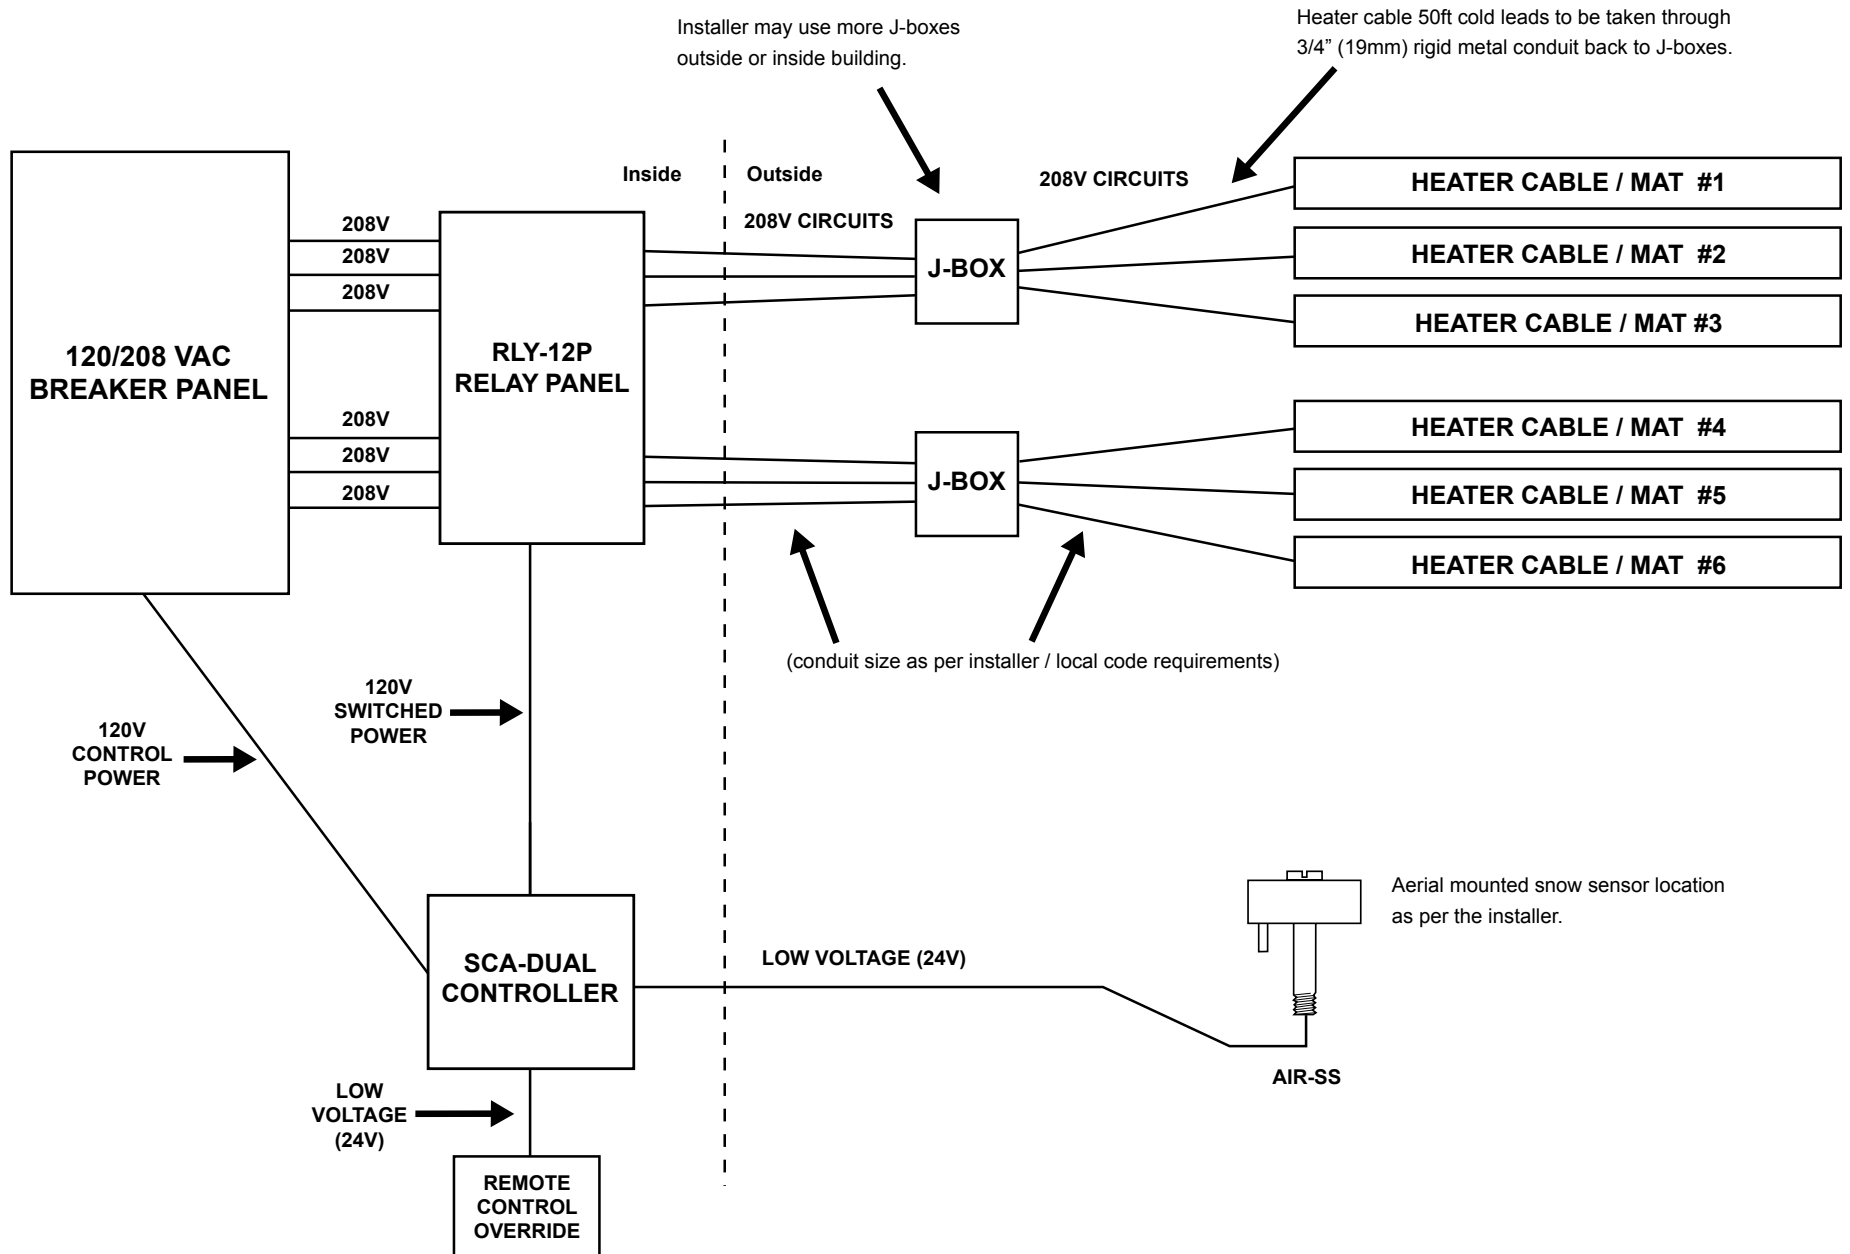 Installer may use more J-boxes
outside or inside building.
Heater cable 50ft cold leads to be taken through
3/4” (19mm) rigid metal conduit back to J-boxes.
Inside
Outside
208V CIRCUITS
208V CIRCUITS
120/208 VAC
BREAKER PANEL
208V
208V
208V
208V
208V
208V
RLY-12P
RELAY PANEL
J-BOX
J-BOX
HEATER CABLE / MAT #1
HEATER CABLE / MAT #2
HEATER CABLE / MAT #3
HEATER CABLE / MAT #4
HEATER CABLE / MAT #5
HEATER CABLE / MAT #6
(conduit size as per installer / local code requirements)
120V
SWITCHED
POWER
120V
CONTROL
POWER
SCA-DUAL
CONTROLLER
LOW VOLTAGE (24V)
Aerial mounted snow sensor location
as per the installer.
AIR-SS
LOW
VOLTAGE
(24V)
REMOTE
CONTROL
OVERRIDE